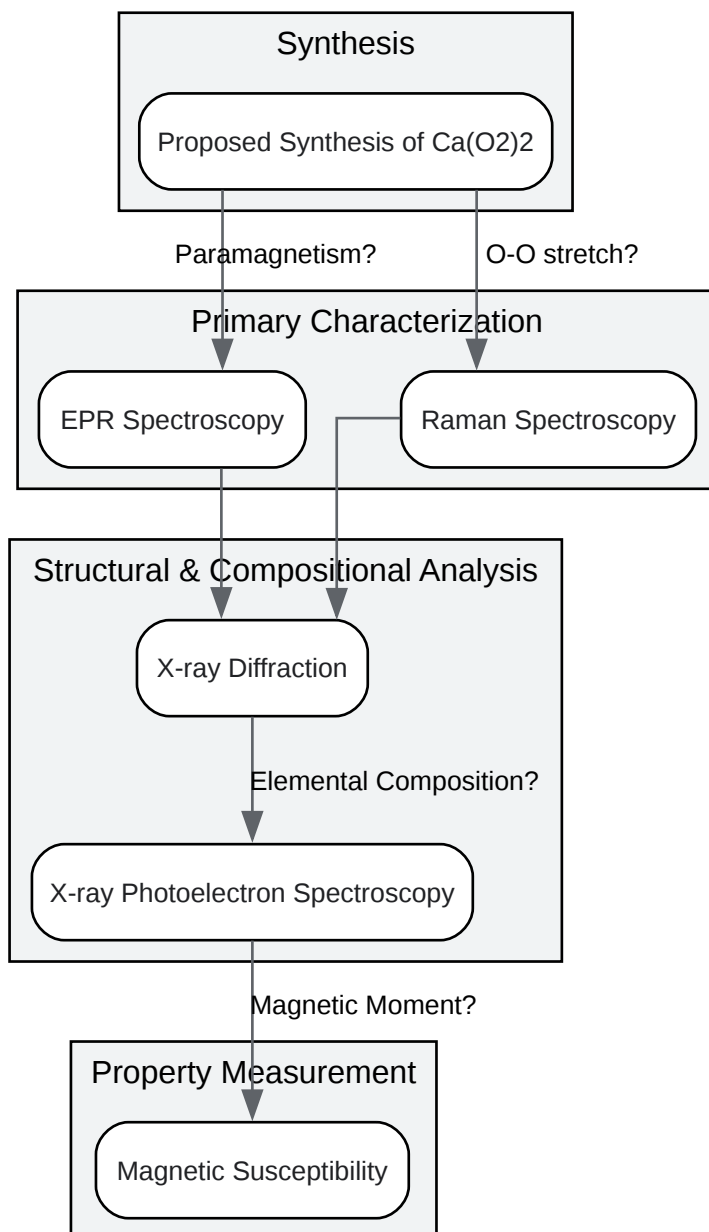 Synthesis
Proposed Synthesis of Ca(O2)2
Paramagnetism?
O-O stretch?
Primary Characterization
EPR Spectroscopy
Raman Spectroscopy
Structural & Compositional Analysis
X-ray Diffraction
Elemental Composition?
X-ray Photoelectron Spectroscopy
Magnetic Moment?
Property Measurement
Magnetic Susceptibility